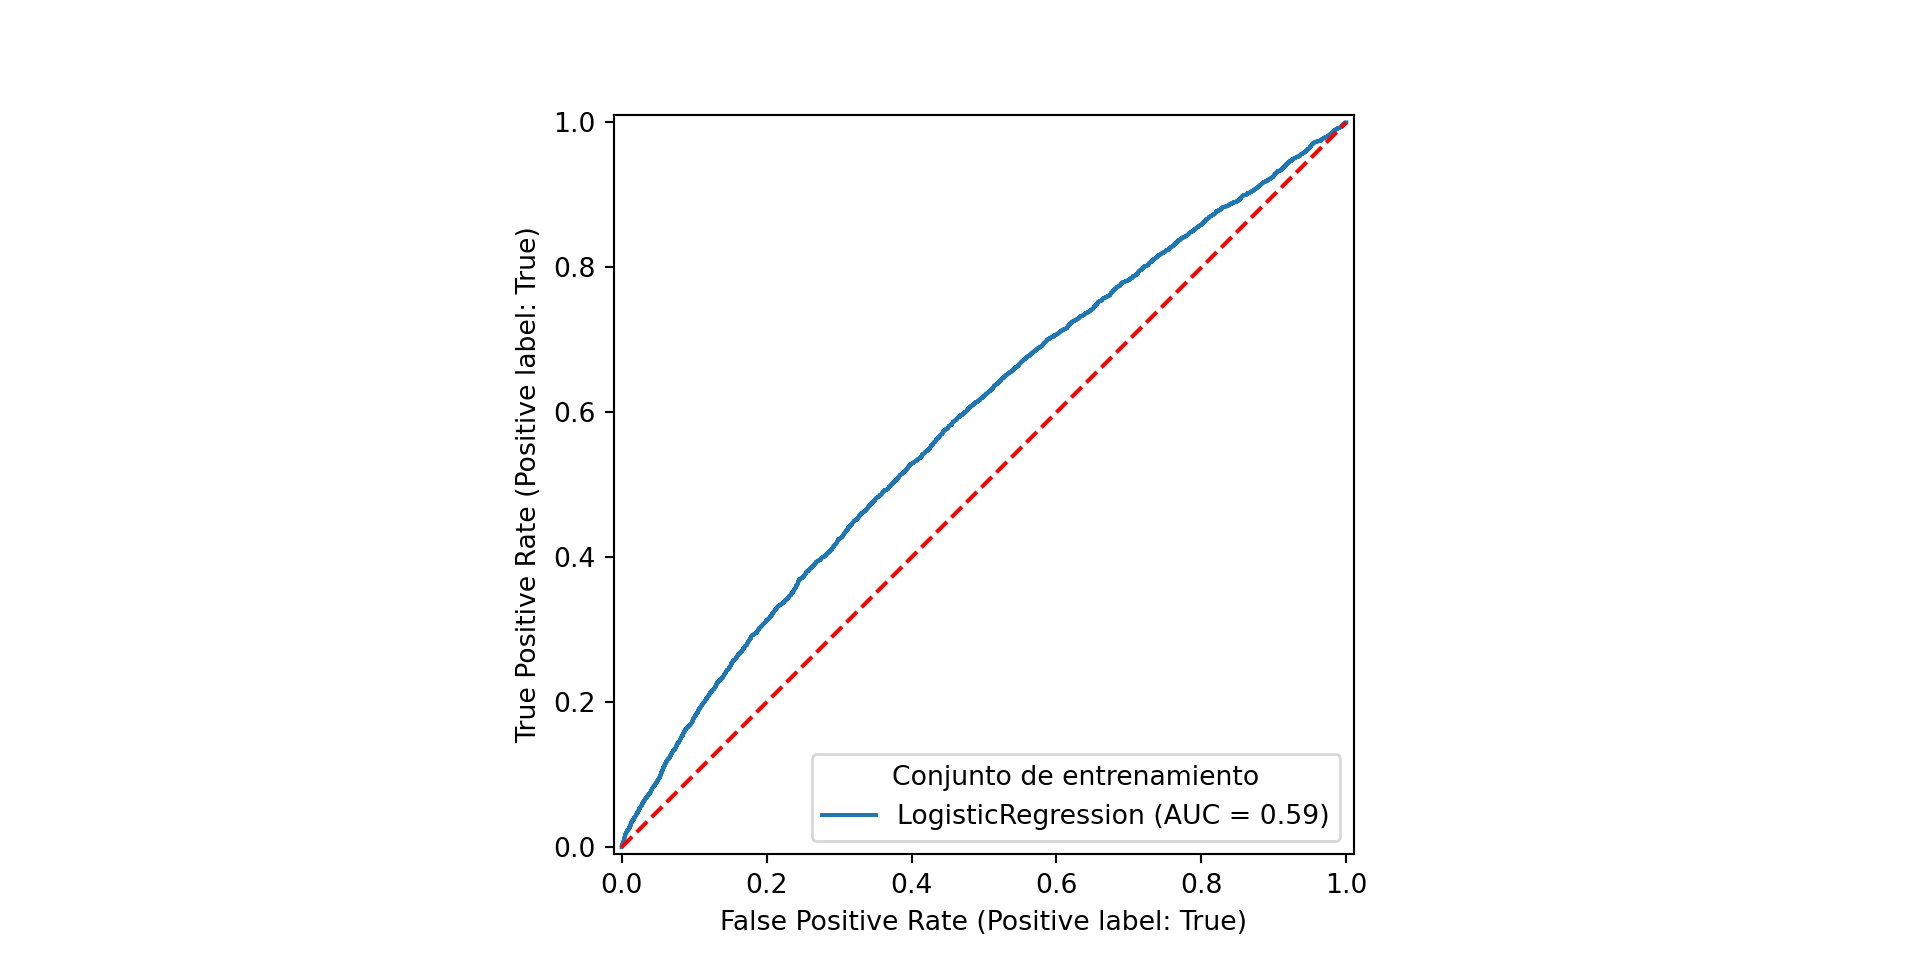 1.0
0.8
0.6
0.4
0.2
0.0
True Positive Rate (Positive label: True)
Conjunto de entrenamiento
LogisticRegression (AUC = 0.59)
0.0 0.2 0.4 0.6 0.8 1.0
False Positive Rate (Positive label: True)